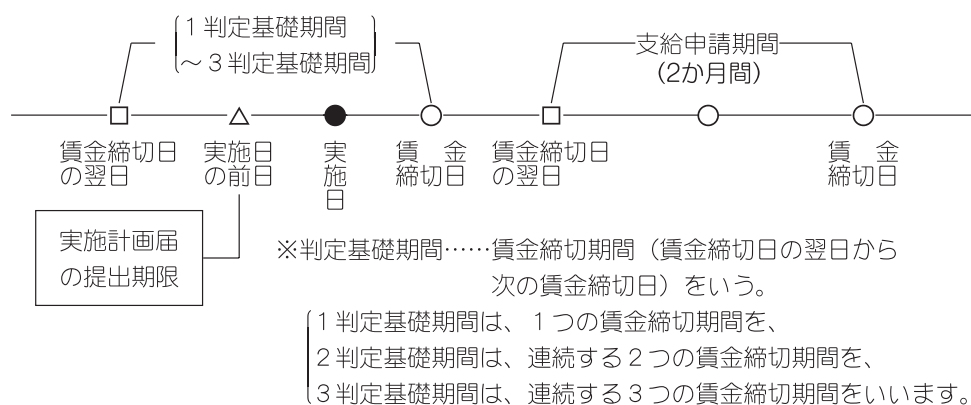 １判定基礎期間
～３判定基礎期間
支給申請期間
（2か月間）
賃金締切日
の翌日
実施日
の前日
実施日
賃　金
締切日
賃金締切日
の翌日
賃　金
締切日
実施計画届
の提出期限
※判定基礎期間……賃金締切期間（賃金締切日の翌日から
次の賃金締切日）をいう。
１判定基礎期間は、１つの賃金締切期間を、
２判定基礎期間は、連続する２つの賃金締切期間を、
３判定基礎期間は、連続する３つの賃金締切期間をいいます。